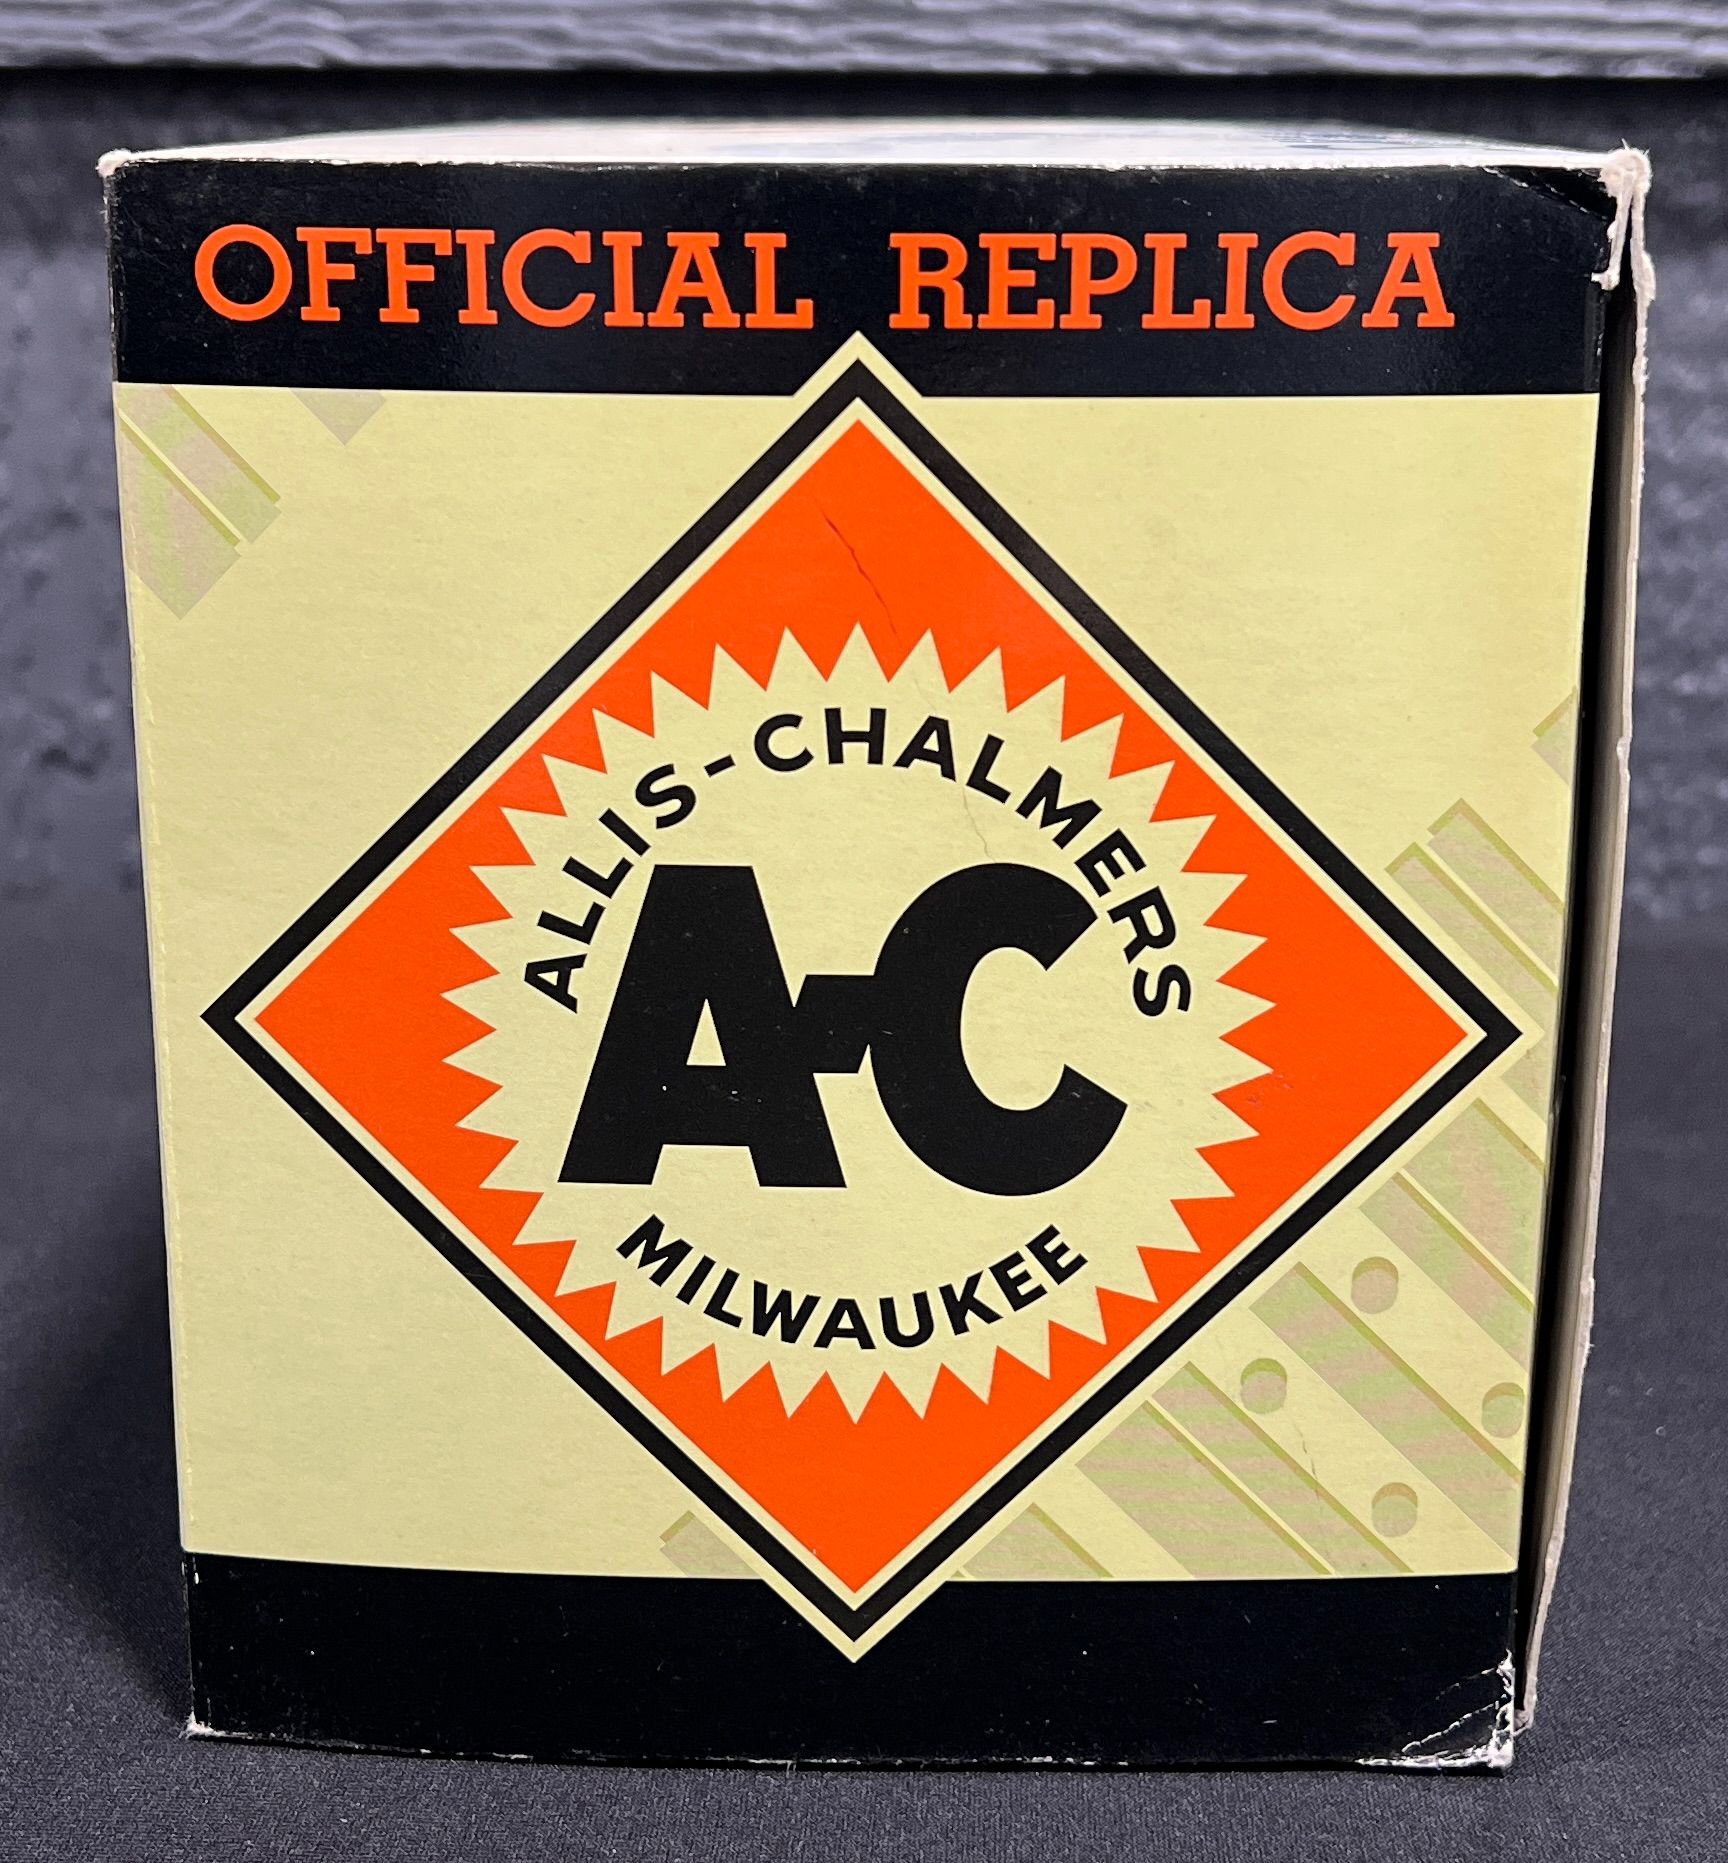 OFFICIAL REPLICA
ALLIS-CHALMERS
A-C
MILWAUKEE